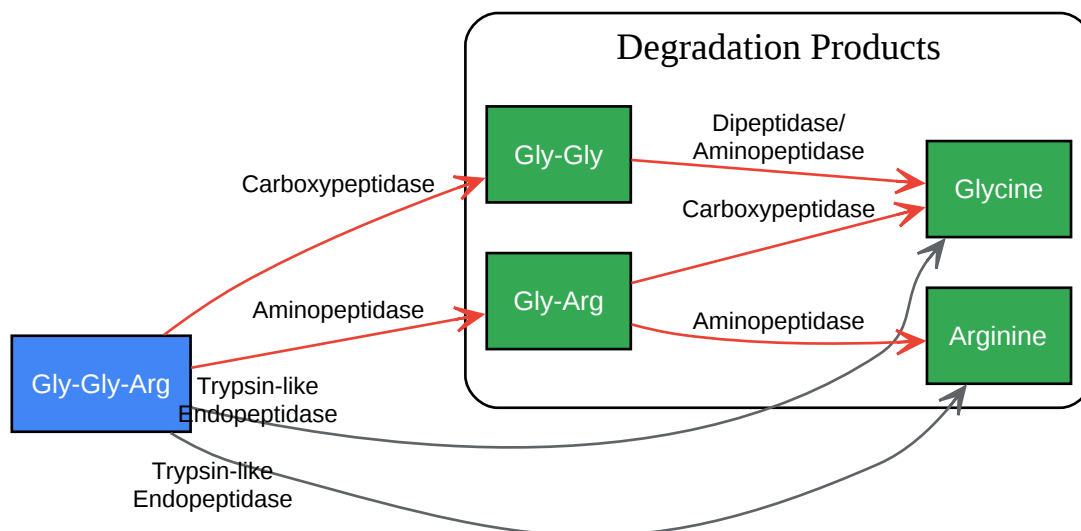 Degradation Products
Dipeptidase/
Aminopeptidase
Gly-Gly
Glycine
Carboxypeptidase
Carboxypeptidase
Gly-Arg
Aminopeptidase
Aminopeptidase
Arginine
Gly-Gly-Arg
Trypsin-like
Endopeptidase
Trypsin-like
Endopeptidase